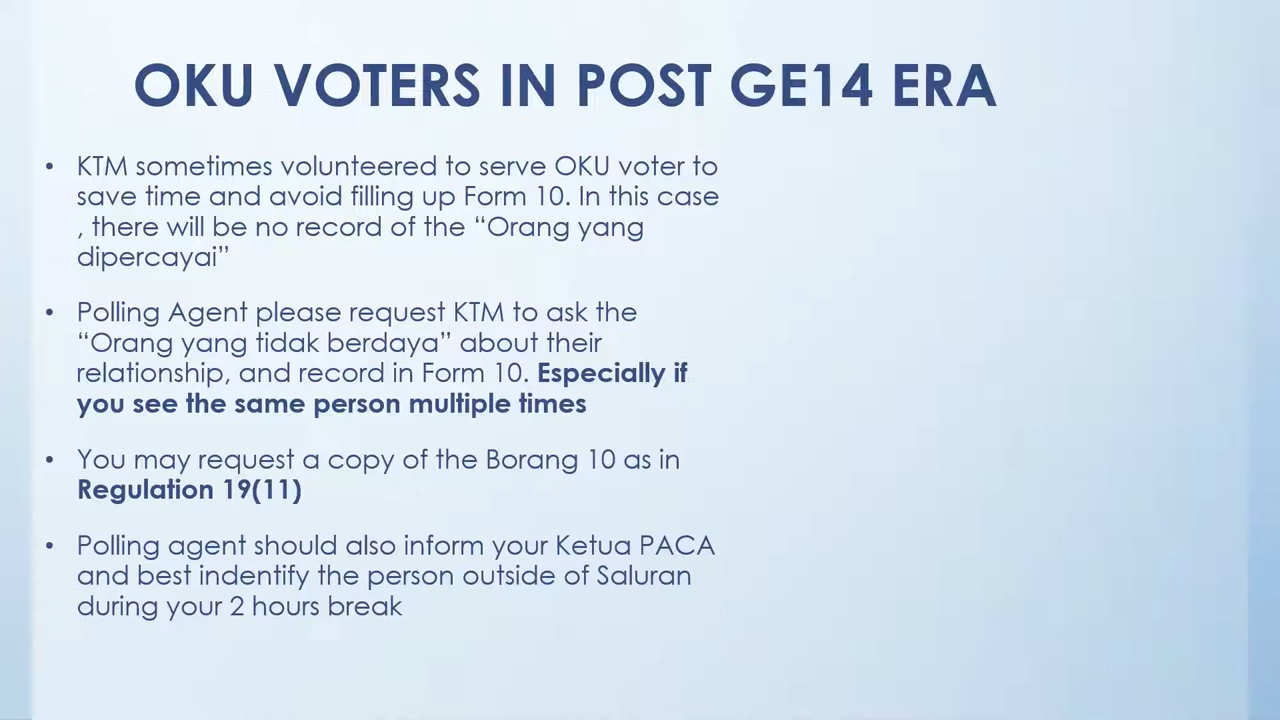 OKU VOTERS IN POST GE14 ERA
• KTM sometimes volunteered to serve OKU voter to
save time and avoid filling up Form 10. In this case
, there will be no record of the “Orang yang
dipercayai”
• Polling Agent please request KTM to ask the
“Orang yang tidak berdaya” about their
relationship, and record in Form 10. Especially if
you see the same person multiple times
• You may request a copy of the Borang 10 as in
Regulation 19(11)
• Polling agent should also inform your Ketua PACA
and best indentify the person outside of Saluran
during your 2 hours break